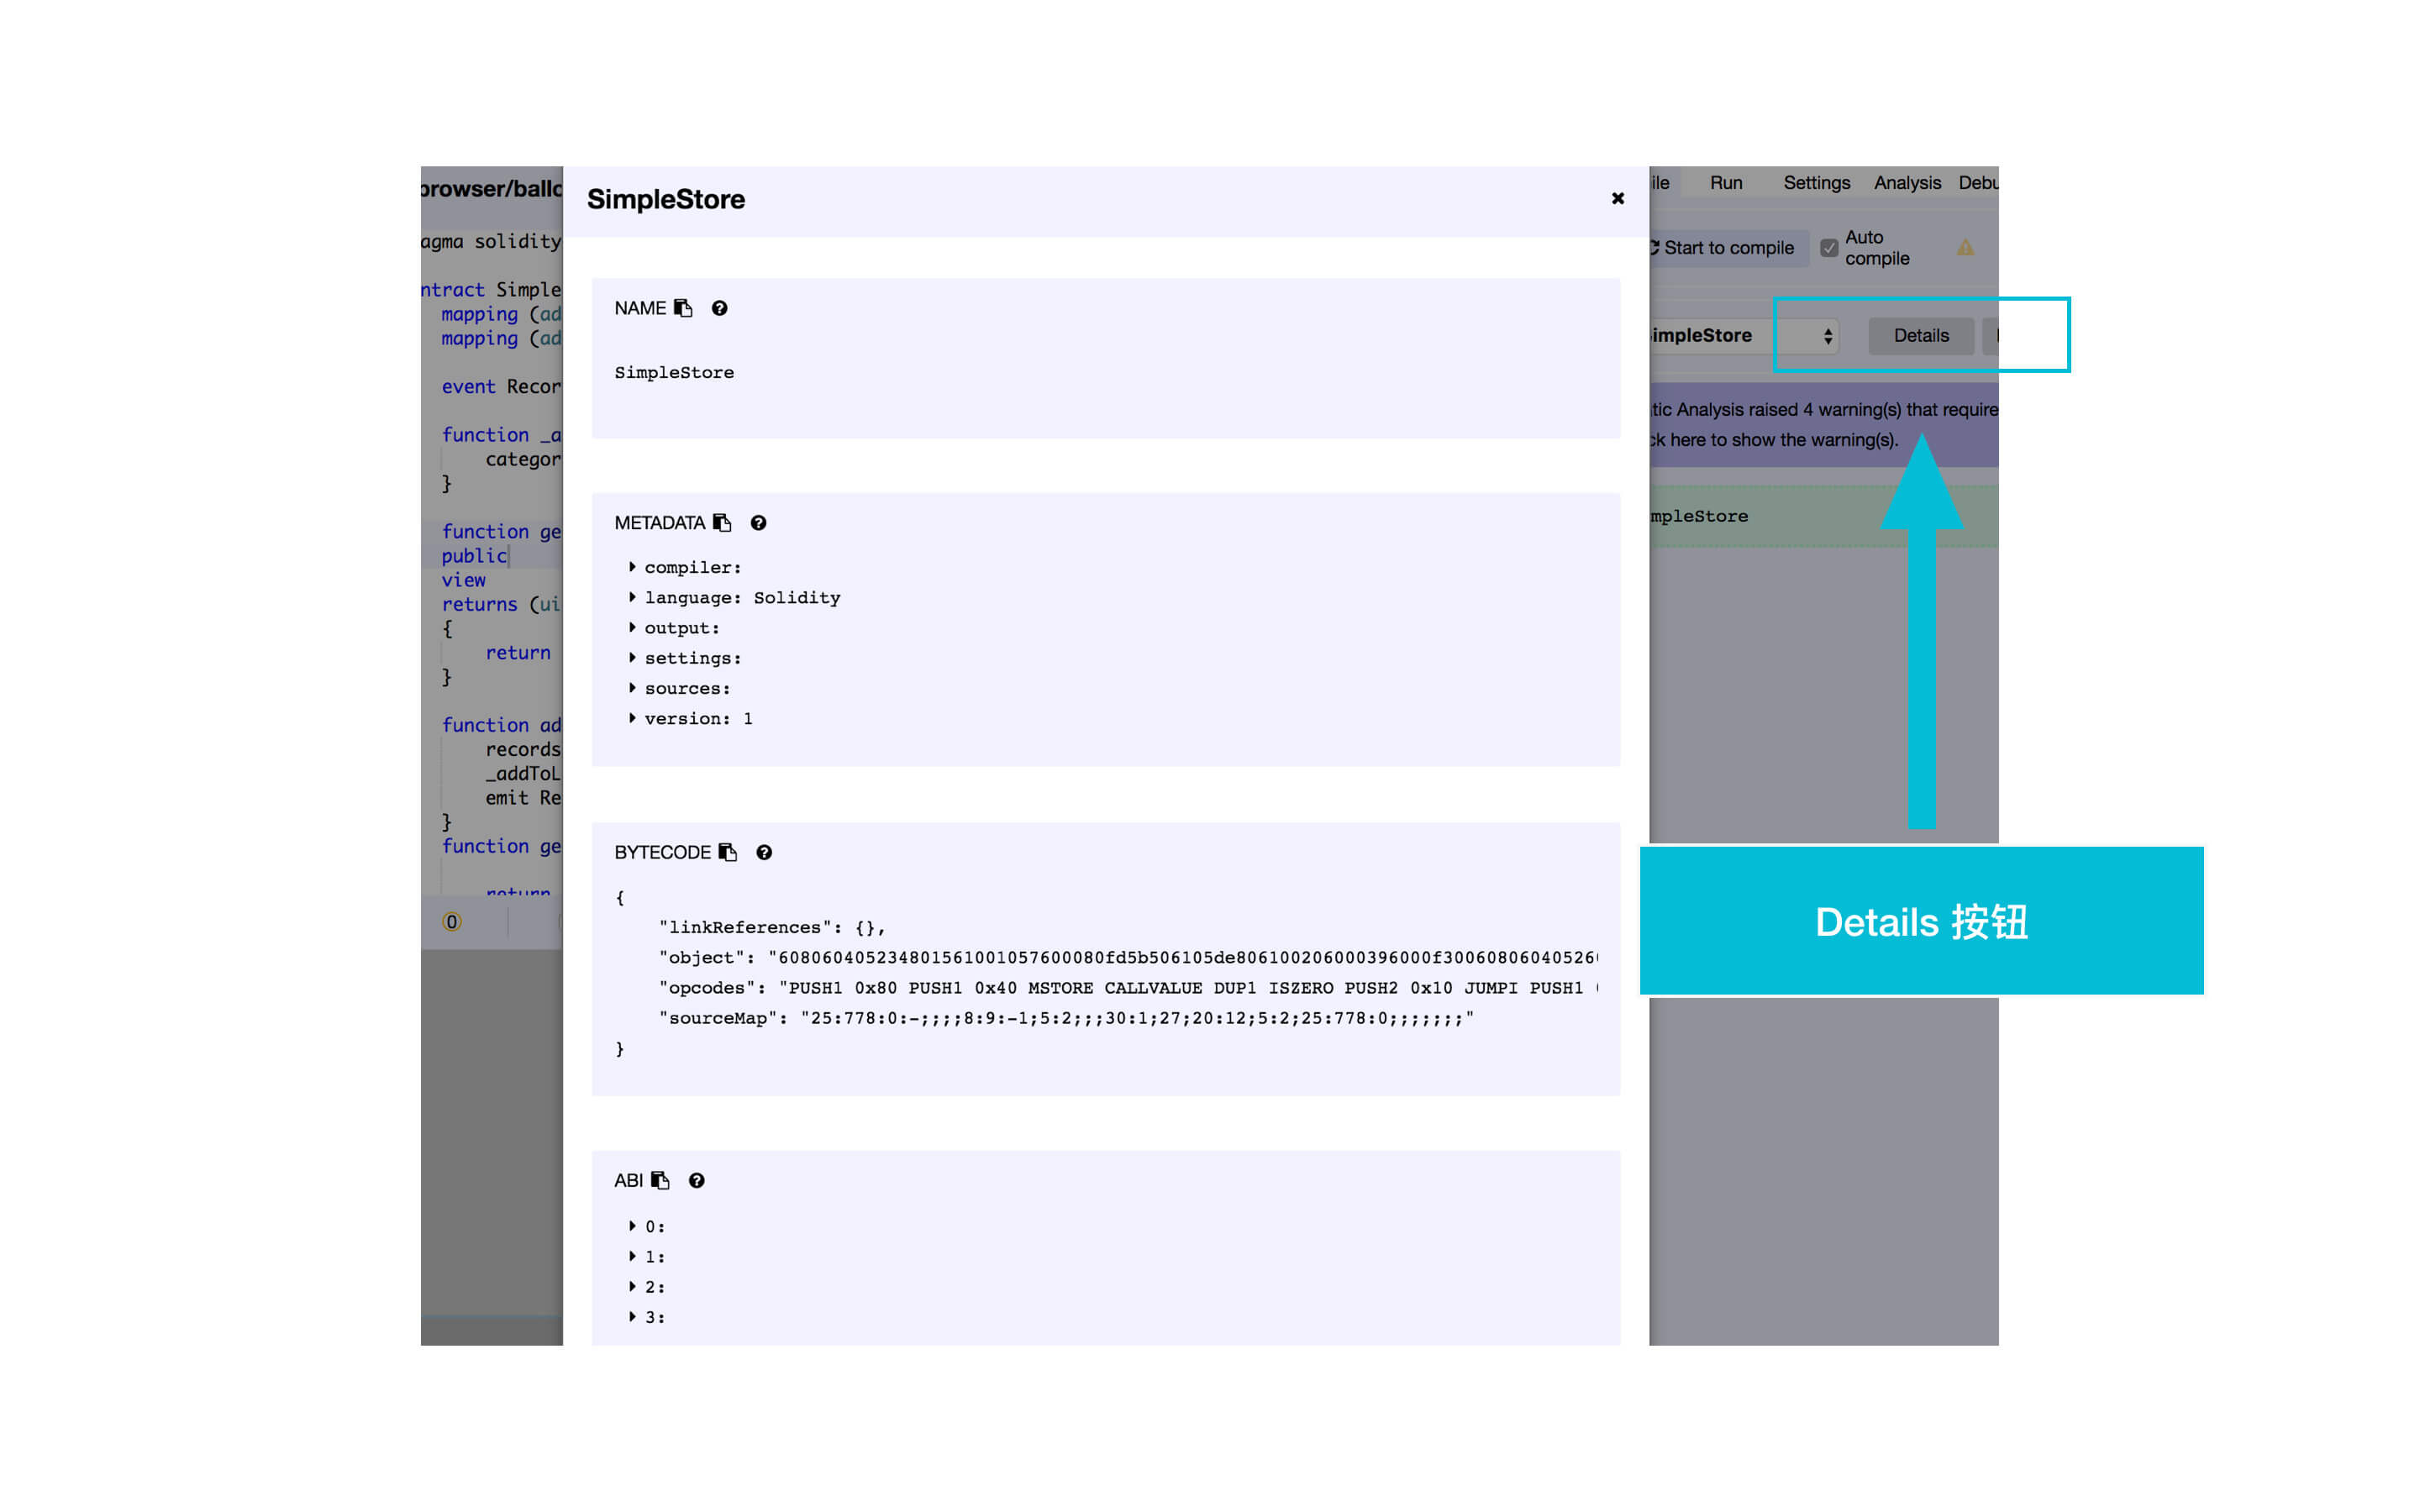 browser/ballo
agma solidity
ntract Simple
mapping (ad
mapping (ad
event Recor
function _a
categor
}
function ge
public
view
returns (ui
{
return
}
function ad
records
_addToL
emit Re
}
function ge
return
0
SimpleStore
NAME
SimpleStore
METADATA
compiler:
language: Solidity
output:
settings:
sources:
version: 1
BYTECODE
{
"linkReferences": {},
"object": "608060405234801561001057600080fd5b506105de806100206000396000f3006080604052600
"opcodes": "PUSH1 0x80 PUSH1 0x40 MSTORE CALLVALUE DUP1 ISZERO PUSH2 0x10 JUMPI PUSH1
"sourceMap": "25:778:0:-;;;;8:9:-1;5:2;;;30:1;27;20:12;5:2;25:778:0;;;;;;;"
}
ABI
0:
1:
2:
3:
ile Run Settings Analysis Debu
Start to compile
Auto
compile
impleStore
Details
tic Analysis raised 4 warning(s) that require
ck here to show the warning(s).
mpleStore
Details 按钮